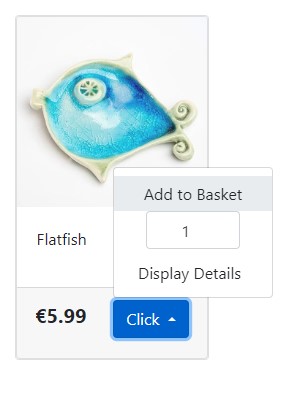 Add to Basket
1
Flatfish
Display Details
€5.99
Click